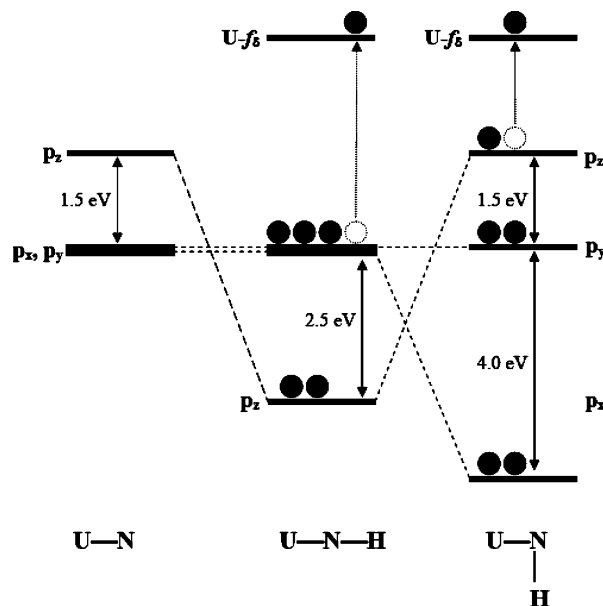 U-fδ U-fδ
pz pz
1.5 eV 1.5 eV
px, py py
2.5 eV 4.0 eV
pz px
U—N U—N—H U—N
H